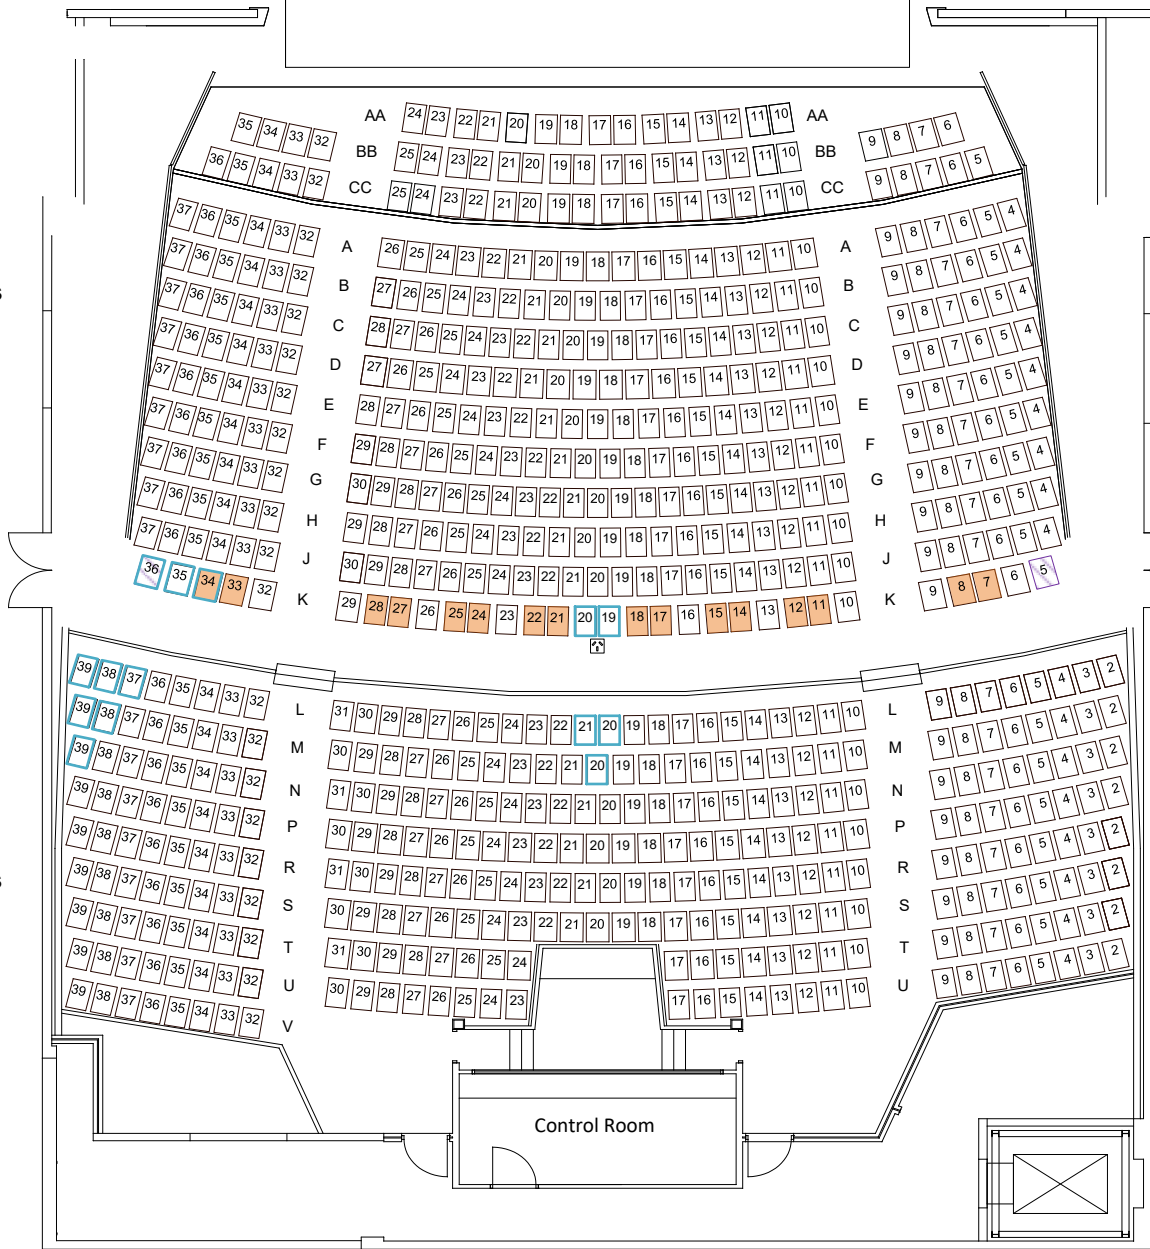 AA 24 23 22 21 20 19 18 17 16 15 14 13 12 11 10 AA
35 34 33 32 BB 25 24 23 22 21 20 19 18 17 16 15 14 13 12 11 10 BB 9 8 7 6
36 35 34 33 32 CC 25 24 23 22 21 20 19 18 17 16 15 14 13 12 11 10 CC 9 8 7 6 5
37 36 35 34 33 32 A 26 25 24 23 22 21 20 19 18 17 16 15 14 13 12 11 10 A 9 8 7 6 5 4
37 36 35 34 33 32 B 27 26 25 24 23 22 21 20 19 18 17 16 15 14 13 12 11 10 B 9 8 7 6 5 4
37 36 35 34 33 32 C 28 27 26 25 24 23 22 21 20 19 18 17 16 15 14 13 12 11 10 C 9 8 7 6 5 4
37 36 35 34 33 32 D 27 26 25 24 23 22 21 20 19 18 17 16 15 14 13 12 11 10 D 9 8 7 6 5 4
37 36 35 34 33 32 E 28 27 26 25 24 23 22 21 20 19 18 17 16 15 14 13 12 11 10 E 9 8 7 6 5 4
37 36 35 34 33 32 F 29 28 27 26 25 24 23 22 21 20 19 18 17 16 15 14 13 12 11 10 F 9 8 7 6 5 4
37 36 35 34 33 32 G 30 29 28 27 26 25 24 23 22 21 20 19 18 17 16 15 14 13 12 11 10 G 9 8 7 6 5 4
37 36 35 34 33 32 H 29 28 27 26 25 24 23 22 21 20 19 18 17 16 15 14 13 12 11 10 H 9 8 7 6 5 4
37 36 35 34 33 32 J 30 29 28 27 26 25 24 23 22 21 20 19 18 17 16 15 14 13 12 11 10 J 9 8 7 6 5 4
36 35 34 33 32 K 29 28 27 26 25 24 23 22 21 20 19 18 17 16 15 14 13 12 11 10 K 9 8 7 6 5
39 38 37 36 35 34 33 32 L 31 30 29 28 27 26 25 24 23 22 21 20 19 18 17 16 15 14 13 12 11 10 L 9 8 7 6 5 4 3 2
39 38 37 36 35 34 33 32 M 30 29 28 27 26 25 24 23 22 21 20 19 18 17 16 15 14 13 12 11 10 M 9 8 7 6 5 4 3 2
39 38 37 36 35 34 33 32 N 31 30 29 28 27 26 25 24 23 22 21 20 19 18 17 16 15 14 13 12 11 10 N 9 8 7 6 5 4 3 2
39 38 37 36 35 34 33 32 P 30 29 28 27 26 25 24 23 22 21 20 19 18 17 16 15 14 13 12 11 10 P 9 8 7 6 5 4 3 2
39 38 37 36 35 34 33 32 R 31 30 29 28 27 26 25 24 23 22 21 20 19 18 17 16 15 14 13 12 11 10 R 9 8 7 6 5 4 3 2
39 38 37 36 35 34 33 32 S 30 29 28 27 26 25 24 23 22 21 20 19 18 17 16 15 14 13 12 11 10 S 9 8 7 6 5 4 3 2
39 38 37 36 35 34 33 32 T 31 30 29 28 27 26 25 24 17 16 15 14 13 12 11 10 T 9 8 7 6 5 4 3 2
39 38 37 36 35 34 33 32 U 30 29 28 27 26 25 24 23 17 16 15 14 13 12 11 10 U 9 8 7 6 5 4 3 2
39 38 37 36 35 34 33 32 V
Control Room